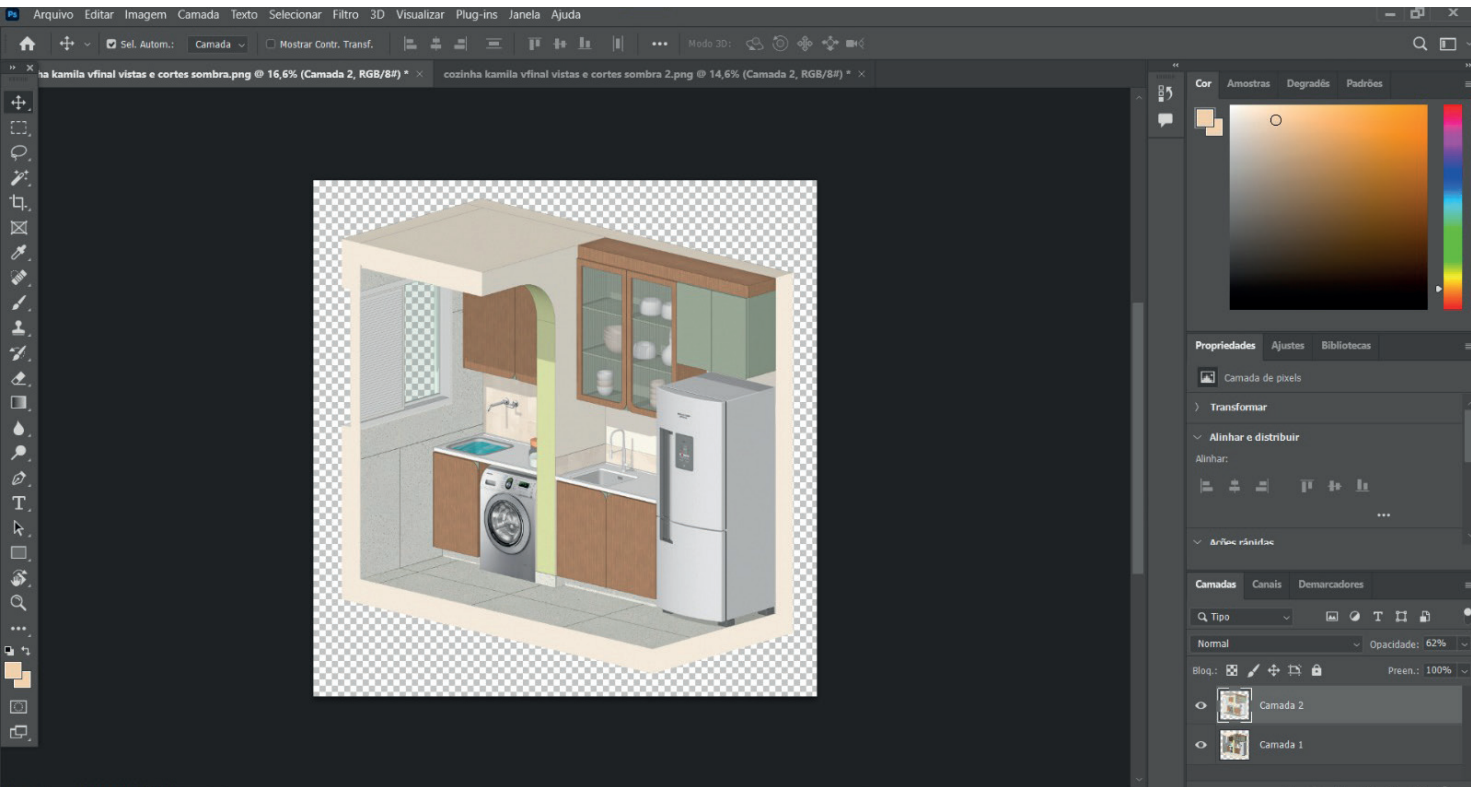 Ps Arquivo Editar Imagem Camada Texto Selecionar Filtro 3D Visualizar Plug-ins Janela Ajuda
Sel. Autom.: Camada Mostrar Contr. Transf. Modo 3D:
ha kamila vfinal vistas e cortes sombra.png @ 16,6% (Camada 2, RGB/8#) * cozinha kamila vfinal vistas e cortes sombra 2.png @ 14,6% (Camada 2, RGB/8#) *
Cor Amostras Degradês Padrões
Propriedades Ajustes Bibliotecas
Camada de pixels
Transformar
Alinhar e distribuir
Alinhar:
Ações rápidas
Camadas Canais Demarcadores
Tipo
Normal Opacidade: 62%
Bloq.: Preen.: 100%
Camada 2
Camada 1